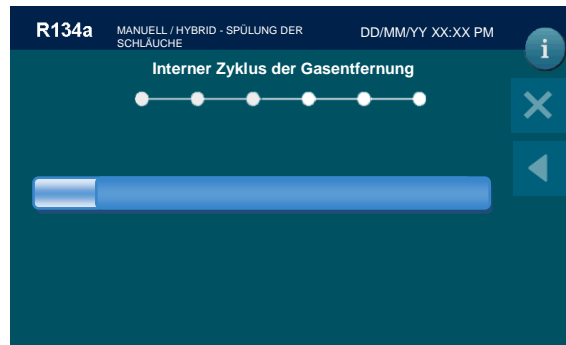 R134a
MANUELL / HYBRID - SPÜLUNG DER
SCHLÄUCHE
DD/MM/YY XX:XX PM
i
Interner Zyklus der Gasentfernung